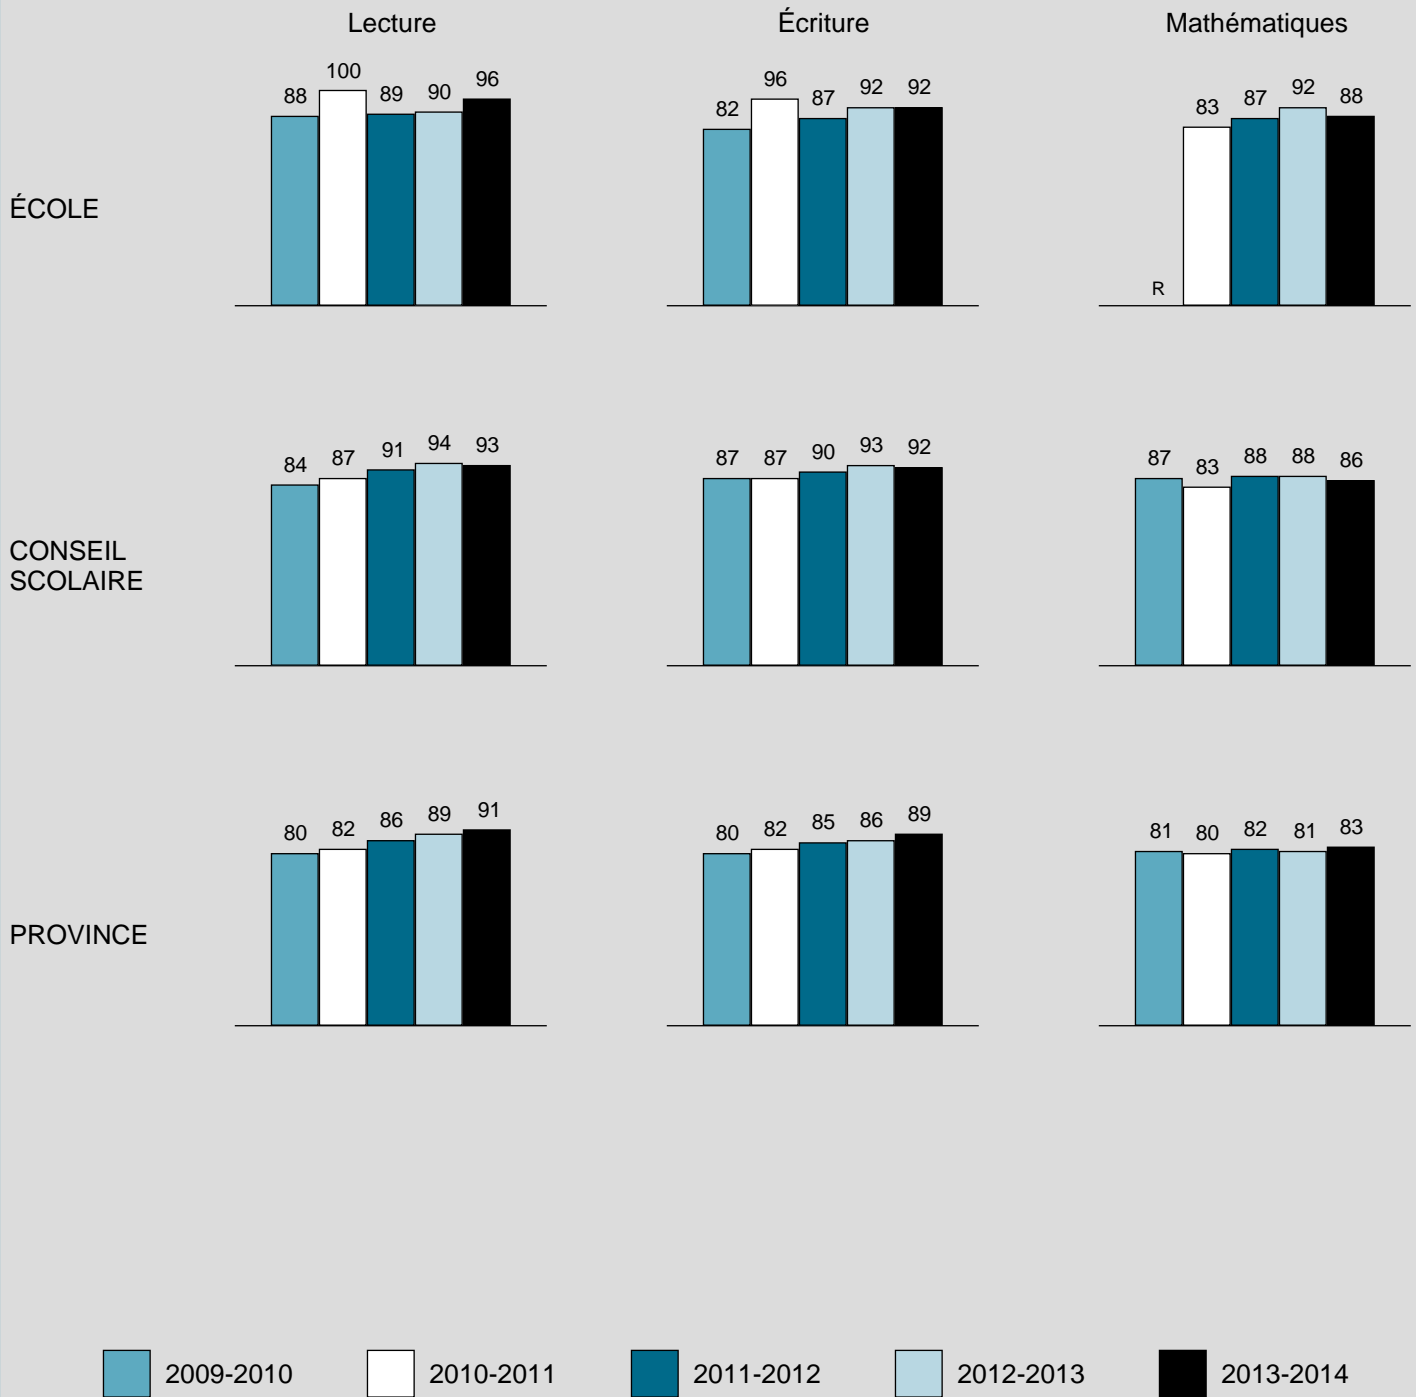 Lecture Écriture Mathématiques
88 100 89 90 96 82 96 87 92 92 R 83 87 92 88
ÉCOLE
84 87 91 94 93 87 87 90 93 92 87 83 88 88 86
CONSEIL
SCOLAIRE
80 82 86 89 91 80 82 85 86 89 81 80 82 81 83
PROVINCE
2009-2010 2010-2011 2011-2012 2012-2013 2013-2014